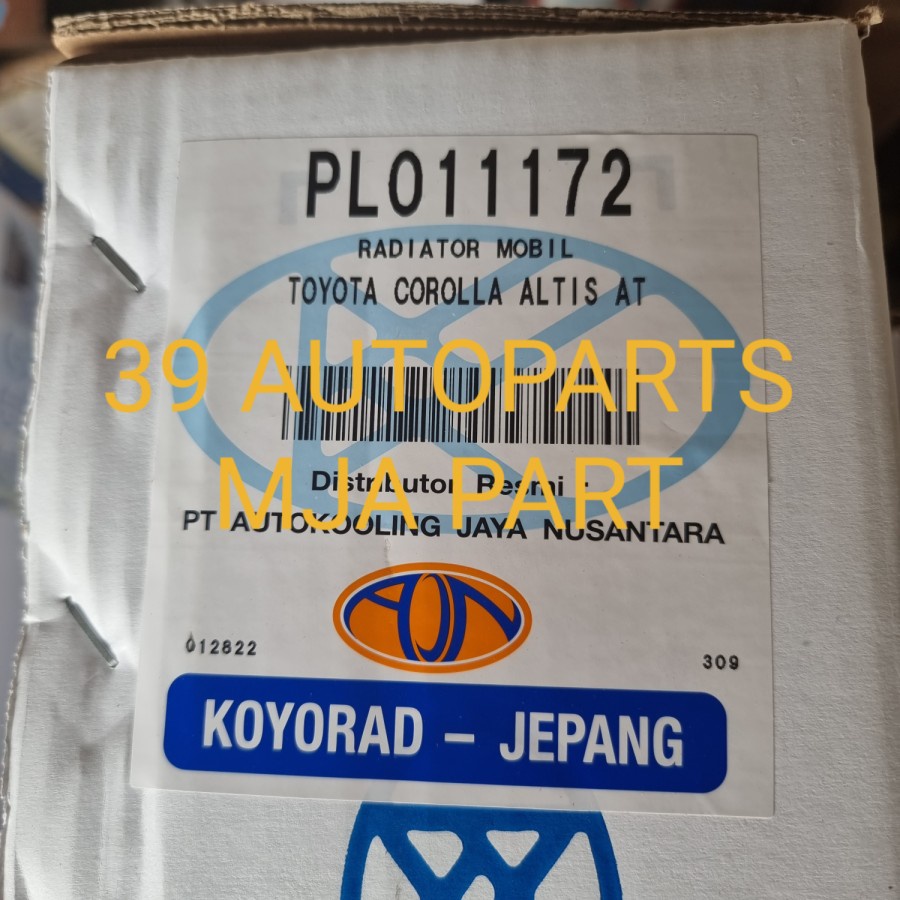 PL011172
RADIATOR MOBIL
TOYOTA COROLLA ALTIS AT
39 AUTOPARTS
Distributor Resmi :
MJA PART
PT AUTOKOOLING JAYA NUSANTARA
AJN
012822
309
KOYORAD - JEPANG